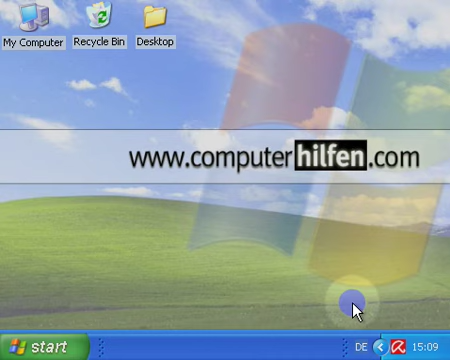 My Computer
Recycle Bin
Desktop
www.computerhilfen.com
start
DE
15:09